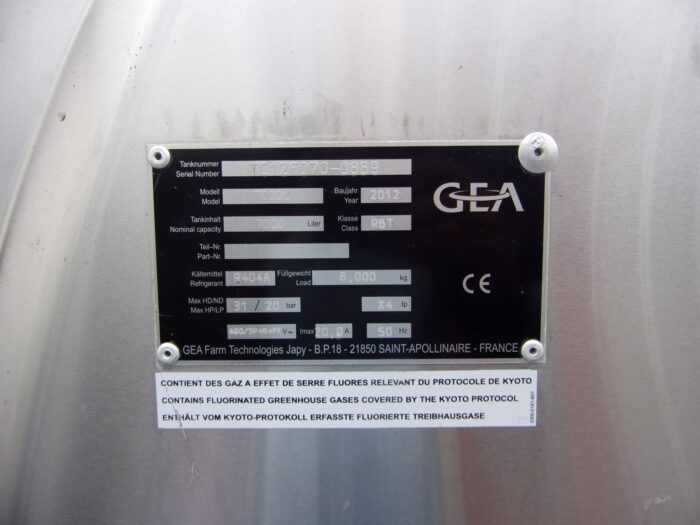 Tanknummer
Serial Number
GEA
Modell
Model
Baujahr
Year
2012
Tankinhalt
Nominal capacity
7000 Liter
Klasse
Class
RBT
Teil-Nr.
Part-Nr.
Kältemittel
Refrigerant
R404A
Füllgewicht
Load
6,000 kg
Max HD/ND
Max HP/LP
31 / 20 bar
X4 Ip
V~
Imax 20,0 A
50 Hz
GEA Farm Technologies Japy - B.P.18 - 21850 SAINT-APOLLINAIRE - FRANCE
CE
CONTIENT DES GAZ A EFFET DE SERRE FLUORES RELEVANT DU PROTOCOLE DE KYOTO
CONTAINS FLUORINATED GREENHOUSE GASES COVERED BY THE KYOTO PROTOCOL
ENTHÄLT VOM KYOTO-PROTOKOLL ERFASSTE FLUORIERTE TREIBHAUSGASE